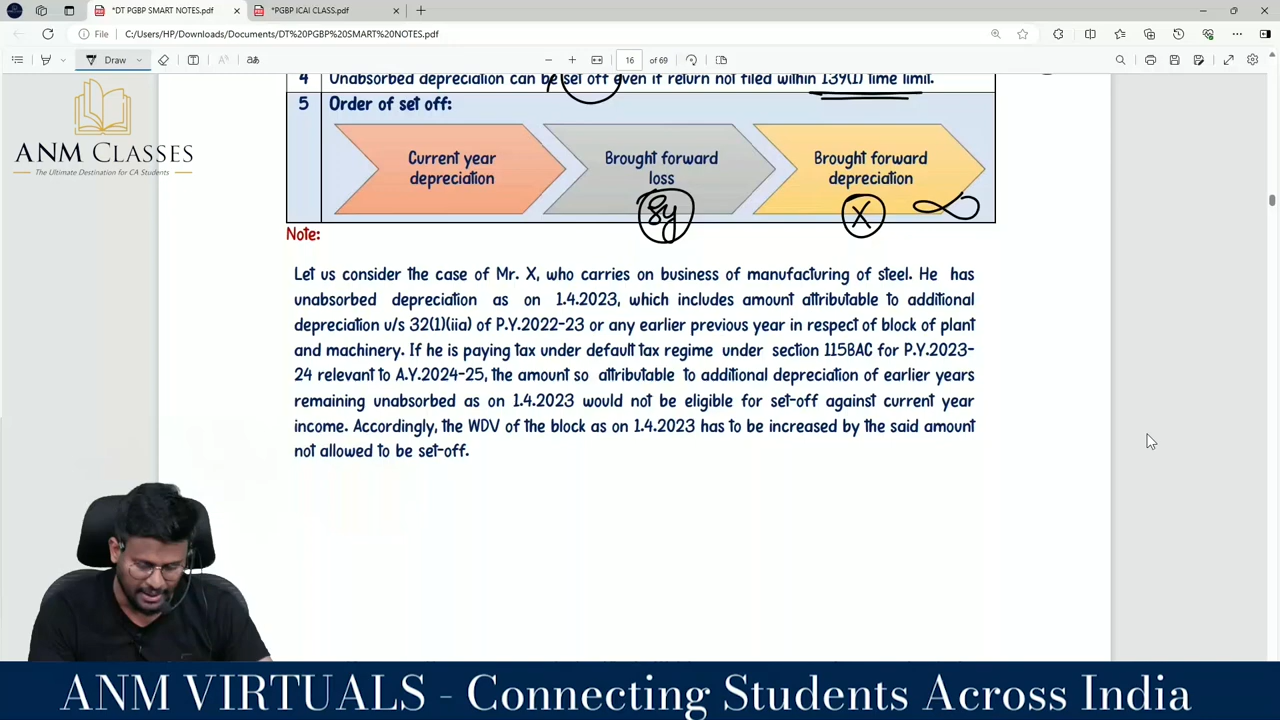 *DT PGBP SMART NOTES.pdf
*PGBP ICAI CLASS.pdf
File
C:/Users/HP/Downloads/Documents/DT%20PGBP%20SMART%20NOTES.pdf
Draw
16 of 69
4 Unabsorbed depreciation can be set off even if return not filed within 139(1) time limit.
5 Order of set off:
Current year
depreciation
Brought forward
loss
Brought forward
depreciation
8y
X
∞
ANM CLASSES
The Ultimate Destination for CA Students
Note:
Let us consider the case of Mr. X, who carries on business of manufacturing of steel. He has
unabsorbed depreciation as on 1.4.2023, which includes amount attributable to additional
depreciation u/s 32(1)(iia) of P.Y.2022-23 or any earlier previous year in respect of block of plant
and machinery. If he is paying tax under default tax regime under section 115BAC for P.Y.2023-
24 relevant to A.Y.2024-25, the amount so attributable to additional depreciation of earlier years
remaining unabsorbed as on 1.4.2023 would not be eligible for set-off against current year
income. Accordingly, the WDV of the block as on 1.4.2023 has to be increased by the said amount
not allowed to be set-off.
ANM VIRTUALS - Connecting Students Across India